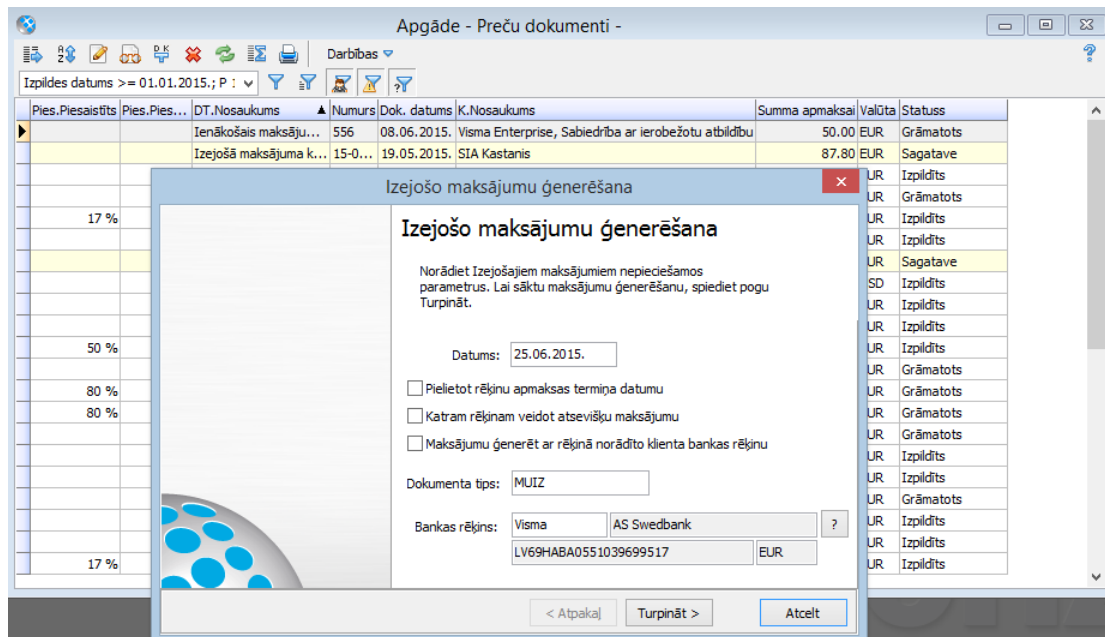 Apgāde - Preču dokumenti -
Darbības
Izpildes datums >= 01.01.2015.; P
Pies.Piesaistīts Pies.Pies... DT.Nosaukums Numurs Dok. datums K.Nosaukums Summa apmaksai Valūta Statuss
Ienākošais maksāju... 556 08.06.2015. Visma Enterprise, Sabiedrība ar ierobežotu atbildību 50.00 EUR Grāmatots
Izejošā maksājuma k... 15-0... 19.05.2015. SIA Kastanis 87.80 EUR Sagatave
UR Izpildīts
UR Grāmatots
17 % UR Izpildīts
UR Izpildīts
UR Sagatave
SD Izpildīts
UR Izpildīts
UR Izpildīts
50 % UR Izpildīts
UR Grāmatots
80 % UR Grāmatots
80 % UR Grāmatots
UR Grāmatots
UR Izpildīts
UR Izpildīts
UR Grāmatots
UR Izpildīts
UR Izpildīts
17 % UR Izpildīts
Izejošo maksājumu ģenerēšana
Izejošo maksājumu ģenerēšana
Norādiet Izejošajiem maksājumiem nepieciešamos
parametrus. Lai sāktu maksājumu ģenerēšanu, spiediet pogu
Turpināt.
Datums: 25.06.2015.
Pielietot rēķinu apmaksas termiņa datumu
Katram rēķinam veidot atsevišķu maksājumu
Maksājumu ģenerēt ar rēķinā norādīto klienta bankas rēķinu
Dokumenta tips: MUIZ
Bankas rēķins: Visma AS Swedbank ?
LV69HABA0551039699517 EUR
< Atpakaļ Turpināt > Atcelt